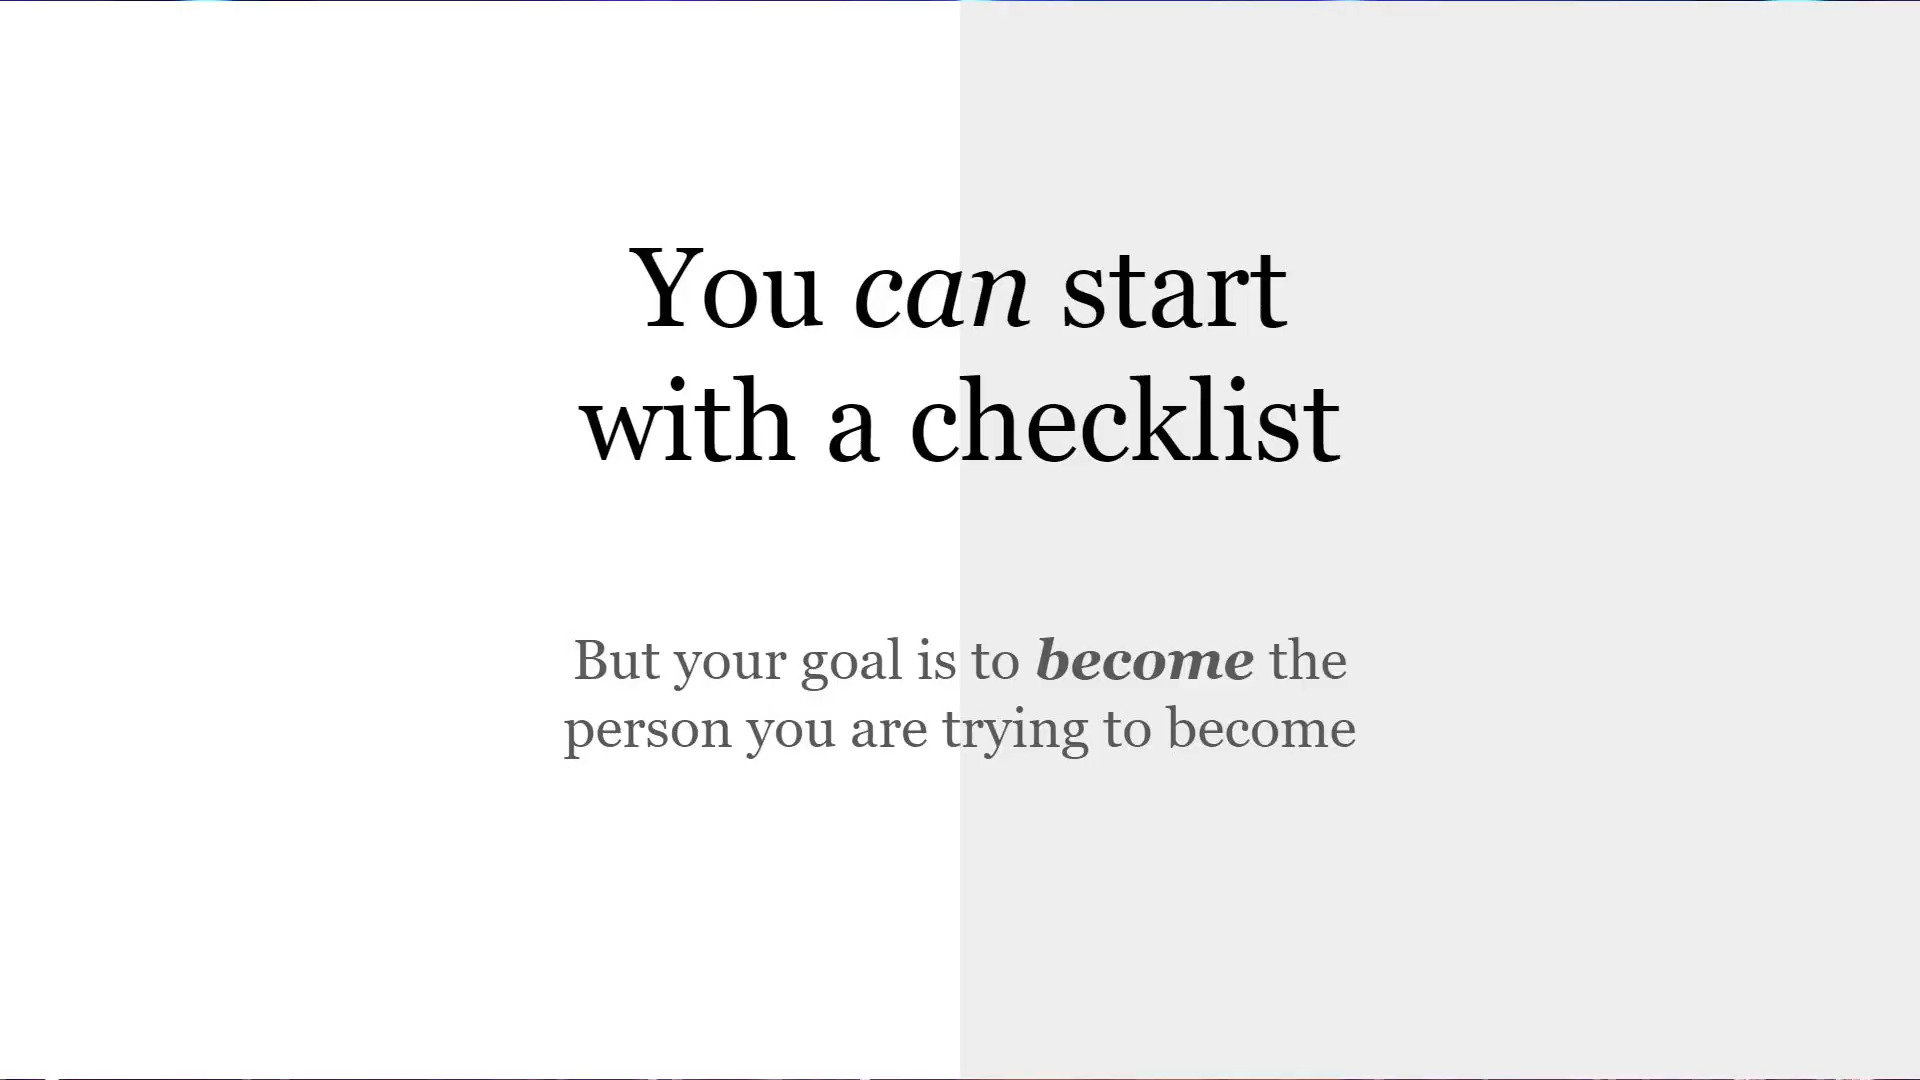 You can start
with a checklist
But your goal is to become the
person you are trying to become